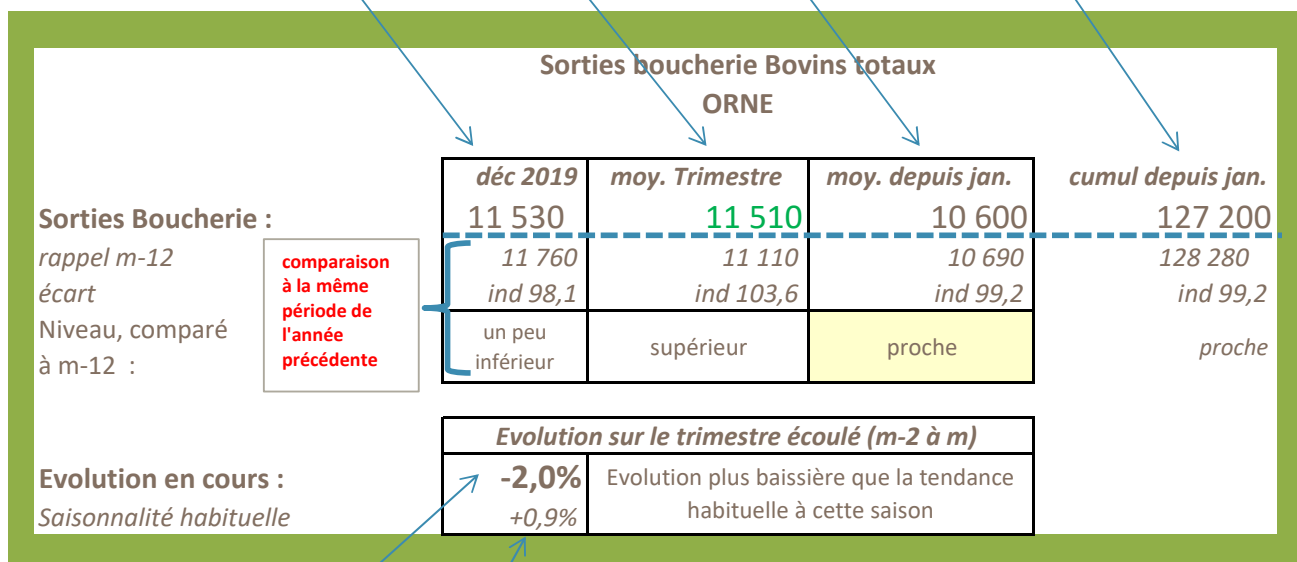 Sorties boucherie Bovins totaux
ORNE
déc 2019 moy. Trimestre moy. depuis jan. cumul depuis jan.
Sorties Boucherie : 11 530 11 510 10 600 127 200
rappel m-12 11 760 11 110 10 690 128 280
écart ind 98,1 ind 103,6 ind 99,2 ind 99,2
comparaison
à la même
période de
l'année
précédente
Niveau, comparé
à m-12 :
un peu
inférieur
supérieur proche proche
Evolution sur le trimestre écoulé (m-2 à m)
Evolution en cours : -2,0%
Saisonnalité habituelle +0,9%
Evolution plus baissière que la tendance
habituelle à cette saison